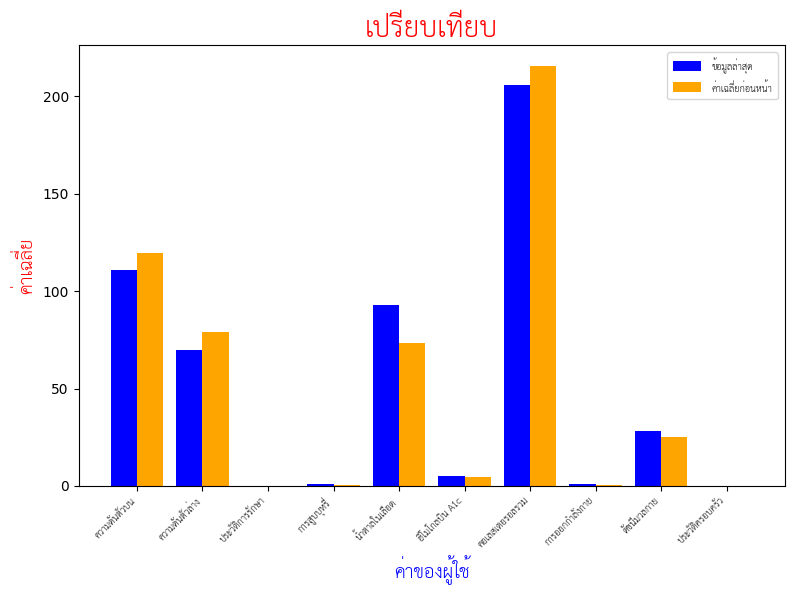 เปรียบเทียบ
ข้อมูลล่าสุด
ค่าเฉลี่ยก่อนหน้า
ค่าเฉลี่ย
200
150
100
50
0
ความดันตัวบน
ความดันตัวล่าง
ประวัติการรักษา
การสูบบุหรี่
น้ำตาลในเลือด
ฮีโมโกลบิน A1c
คอเลสเตอรอลรวม
การออกกำลังกาย
ดัชนีมวลกาย
ประวัติครอบครัว
ค่าของผู้ใช้